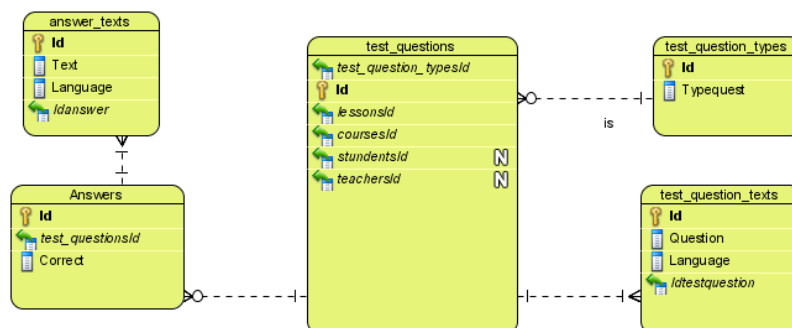 answer_texts
Id
Text
Language
Idanswer
test_questions
test_question_typesId
Id
lessonsId
coursesId
stundentsId N
teachersId N
test_question_types
Id
Typequest
is
Answers
Id
test_questionsId
Correct
test_question_texts
Id
Question
Language
Idtestquestion